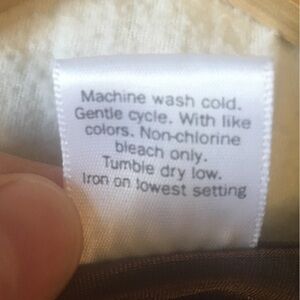 Machine wash cold.
Gentle cycle. With like
colors. Non-chlorine
bleach only.
Tumble dry low.
Iron on lowest setting